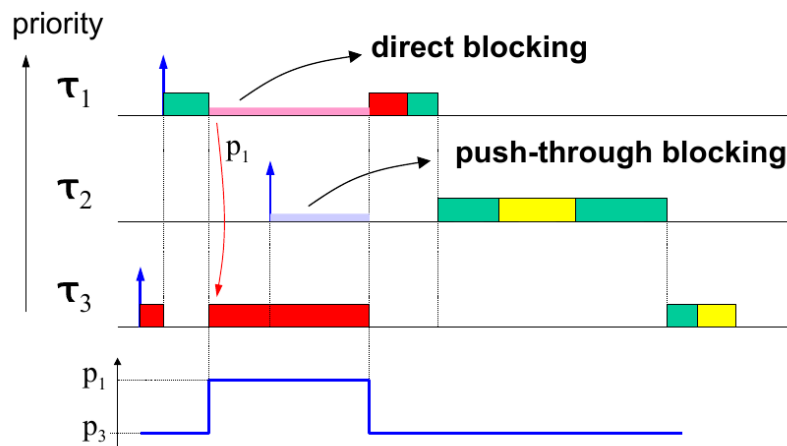 priority
direct blocking
τ1
p1
push-through blocking
τ2
τ3
p1
p3